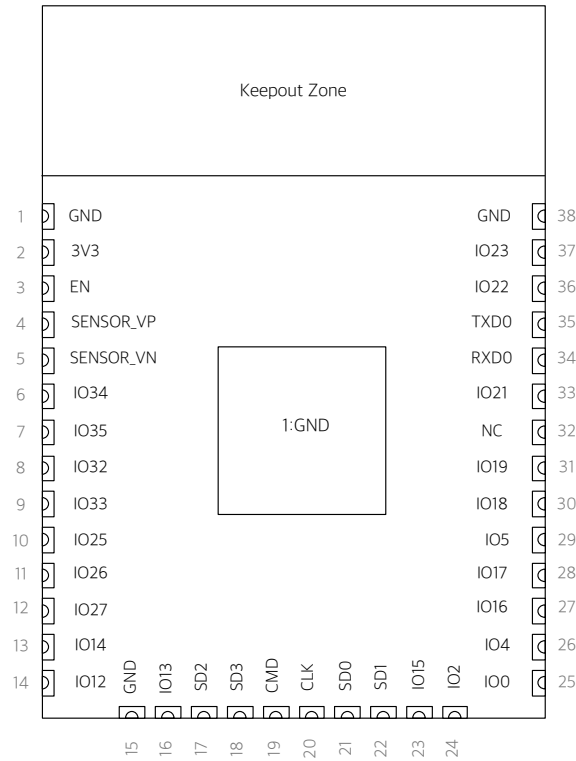 Keepout Zone
1 GND GND 38
2 3V3 IO23 37
3 EN IO22 36
4 SENSOR_VP TXD0 35
5 SENSOR_VN RXD0 34
6 IO34 IO21 33
7 IO35 1:GND NC 32
8 IO32 IO19 31
9 IO33 IO18 30
10 IO25 IO5 29
11 IO26 IO17 28
12 IO27 IO16 27
13 IO14 IO4 26
14 IO12 GND IO13 SD2 SD3 CMD CLK SD0 SD1 IO15 IO2 IO0 25
15 16 17 18 19 20 21 22 23 24